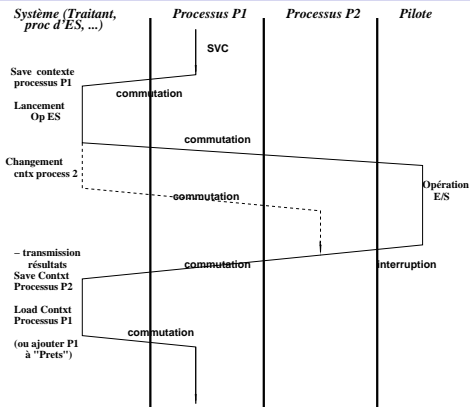 Système (Traitant, proc d'ES, ...)
Processus P1
Processus P2
Pilote
SVC
Save contexte
processus P1
commutation
Lancement
Op ES
commutation
Changement
cntx process 2
commutation
Opération
E/S
– transmission
résultats
commutation
interruption
Save Contxt
Processus P2
Load Contxt
Processus P1
commutation
(ou ajouter P1
à "Prets")